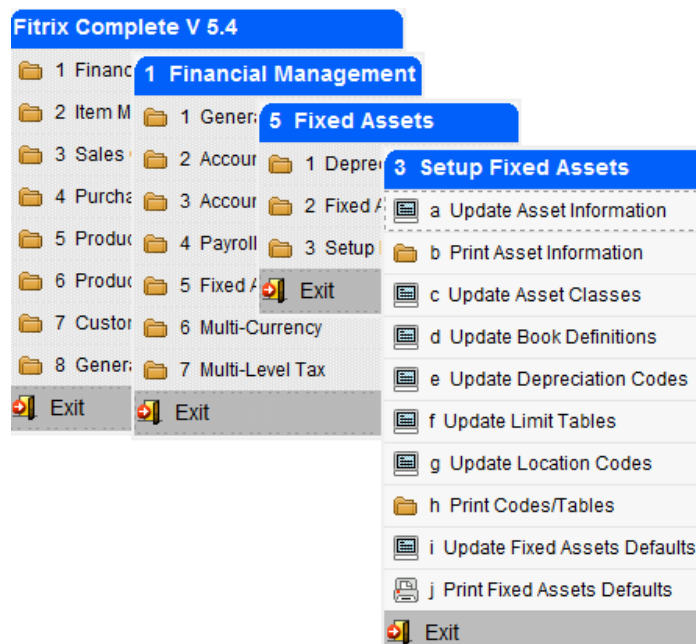 Fitrix Complete V 5.4
1 Financ
2 Item M
3 Sales
4 Purcha
5 Produc
6 Produc
7 Custor
8 Genera
Exit
1 Financial Management
1 Genera
2 Accour
3 Accour
4 Payroll
5 Fixed A
6 Multi-Currency
7 Multi-Level Tax
Exit
5 Fixed Assets
1 Deprec
2 Fixed A
3 Setup
Exit
3 Setup Fixed Assets
a Update Asset Information
b Print Asset Information
c Update Asset Classes
d Update Book Definitions
e Update Depreciation Codes
f Update Limit Tables
g Update Location Codes
h Print Codes/Tables
i Update Fixed Assets Defaults
j Print Fixed Assets Defaults
Exit